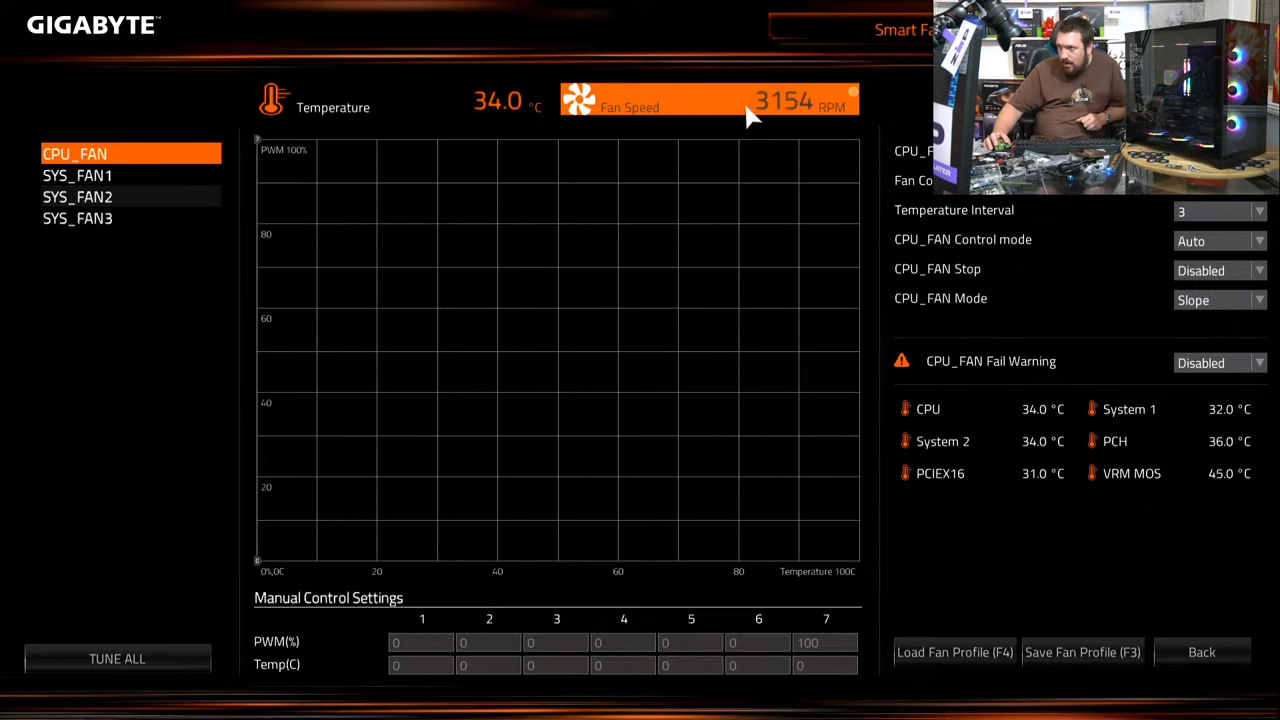 GIGABYTE™
Smart Fa
Temperature 34.0 °C Fan Speed 3154 RPM
CPU_FAN
SYS_FAN1
SYS_FAN2
SYS_FAN3
PWM 100%
80
60
40
20
0%,0C 20 40 60 80 Temperature 100C
Manual Control Settings
1 2 3 4 5 6 7
PWM(%) 0 0 0 0 0 0 100
Temp(C) 0 0 0 0 0 0 0
TUNE ALL
CPU_F
Fan Co
Temperature Interval 3
CPU_FAN Control mode Auto
CPU_FAN Stop Disabled
CPU_FAN Mode Slope
CPU_FAN Fail Warning Disabled
CPU 34.0 °C System 1 32.0 °C
System 2 34.0 °C PCH 36.0 °C
PCIEX16 31.0 °C VRM MOS 45.0 °C
Load Fan Profile (F4) Save Fan Profile (F3) Back